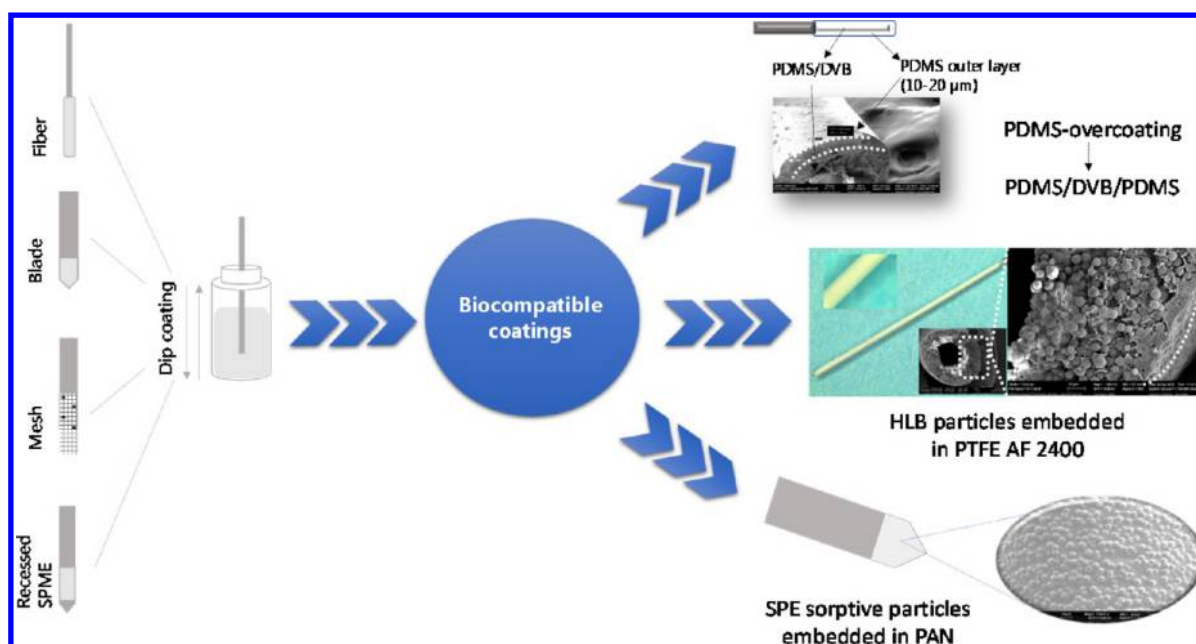 Fiber
Blade
Mesh
Recessed
SPME
Dip coating
Biocompatible
coatings
PDMS/DVB
PDMS outer layer
(10-20 μm)
PDMS-overcoating
PDMS/DVB/PDMS
HLB particles embedded
in PTFE AF 2400
SPE sorptive particles
embedded in PAN